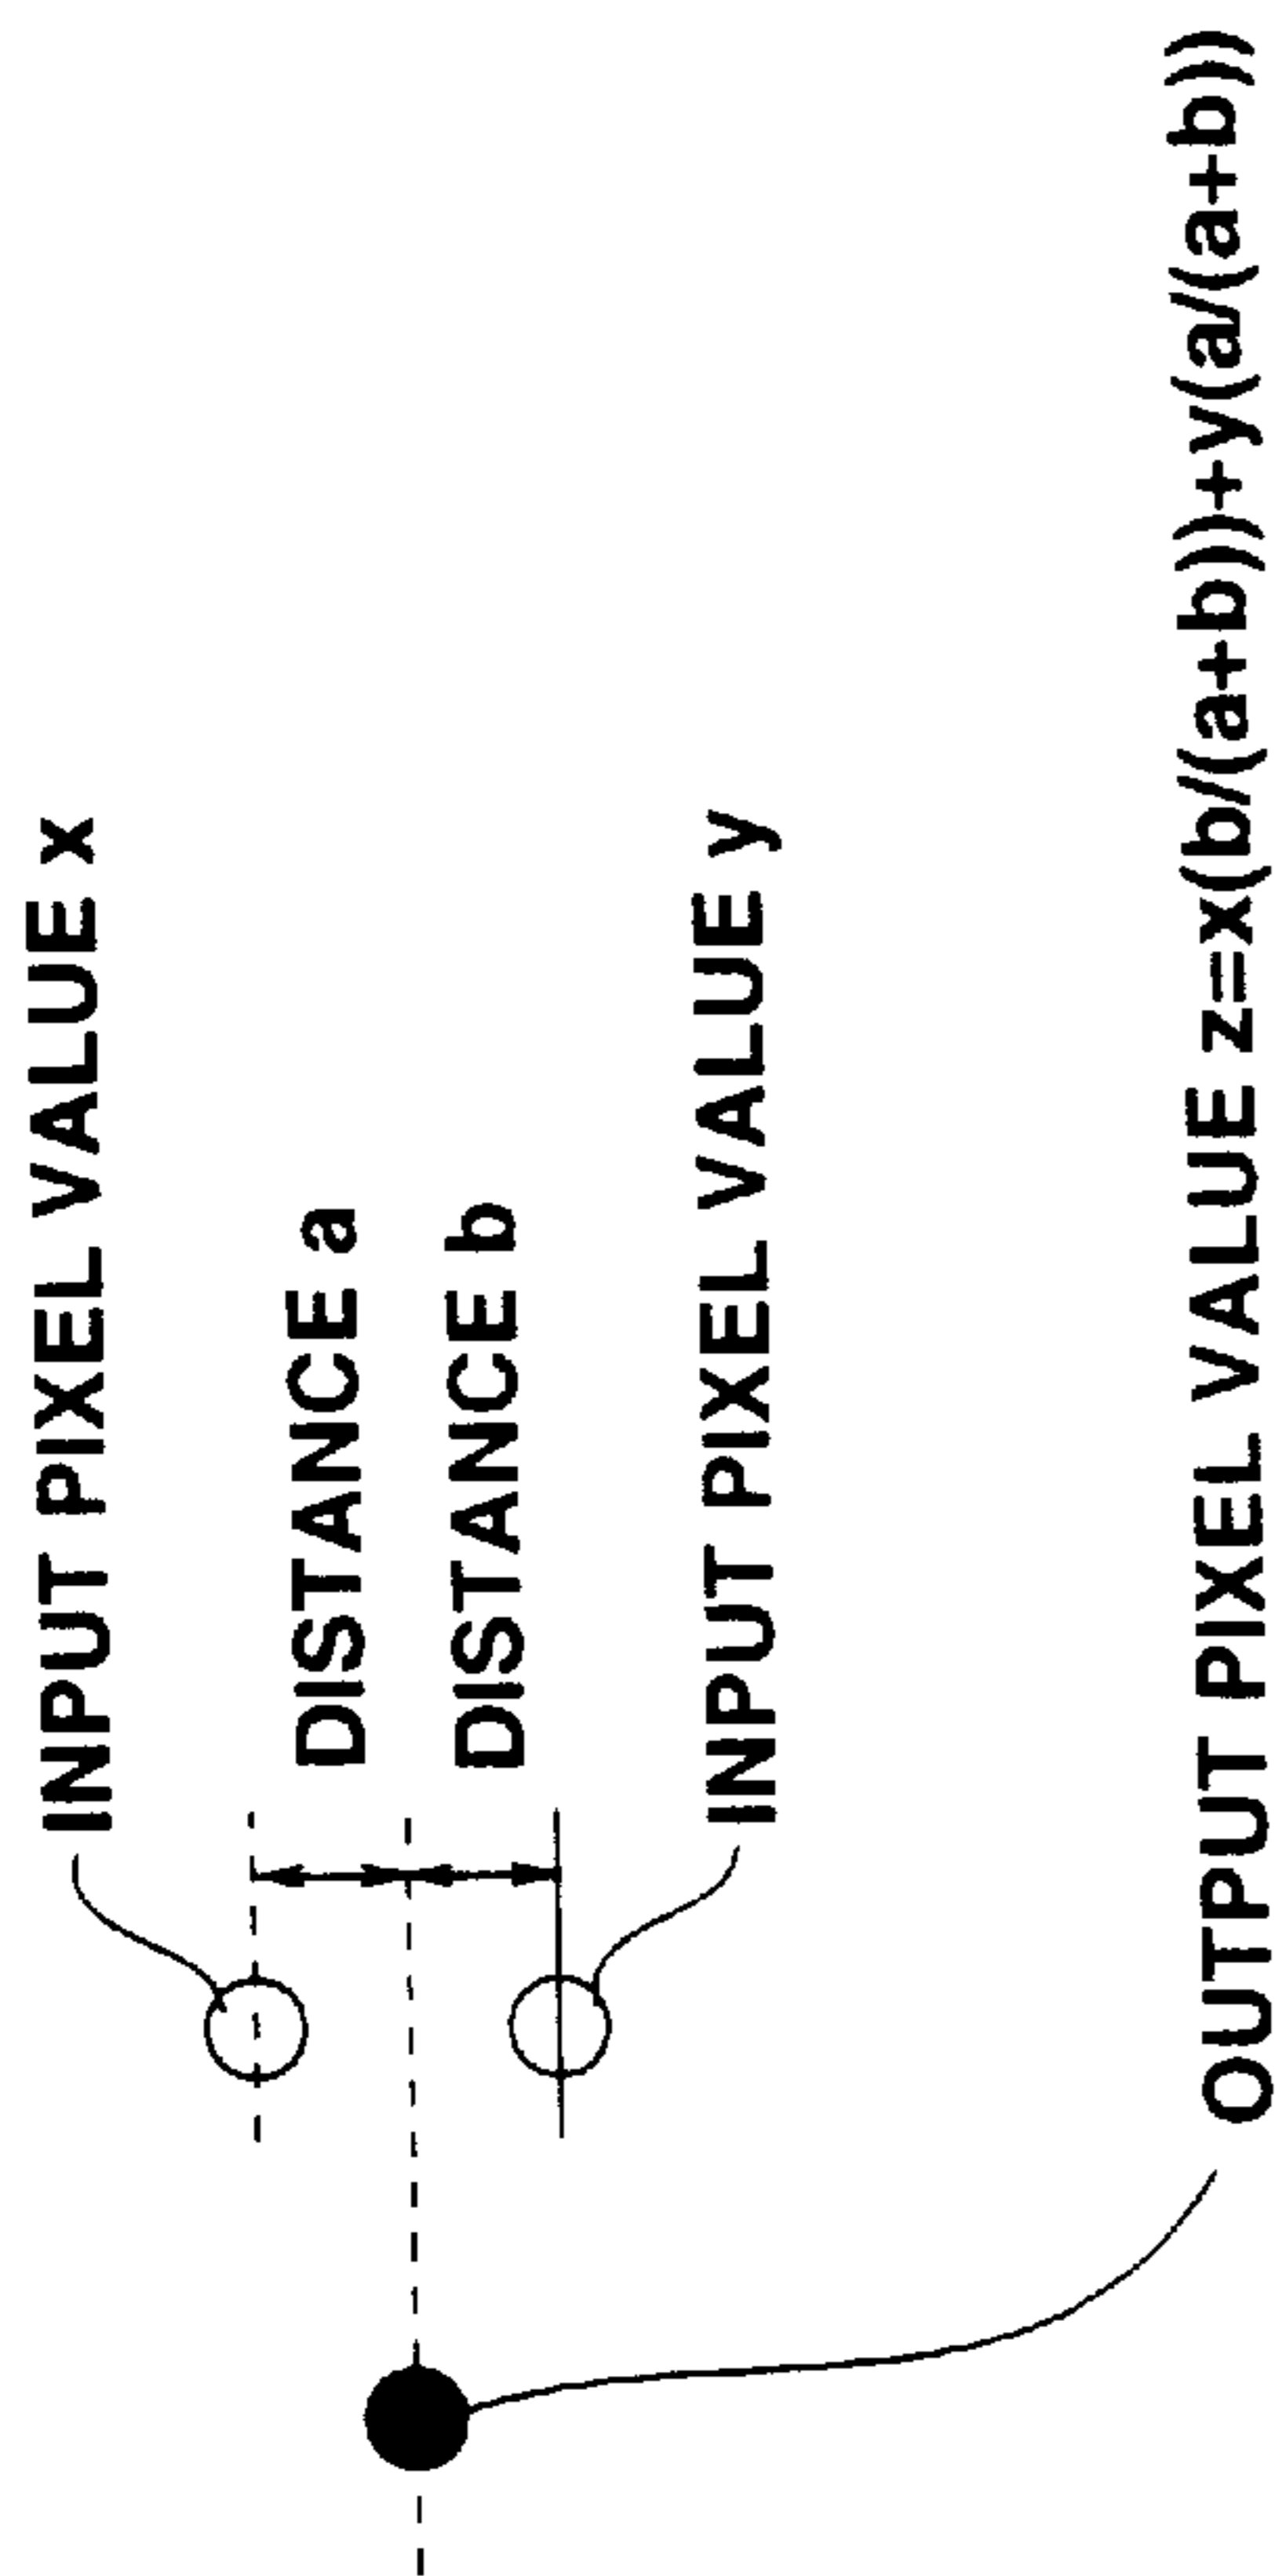 INPUT PIXEL VALUE x
DISTANCE a
DISTANCE b
INPUT PIXEL VALUE y
OUTPUT PIXEL VALUE z=x(b/(a+b))+y(a/(a+b))